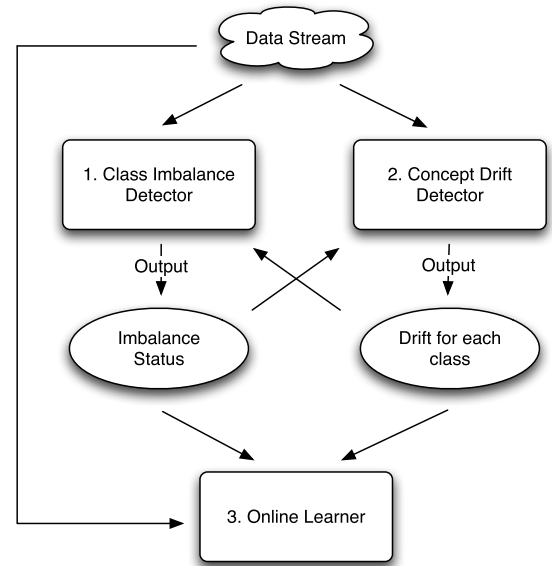 Data Stream
1. Class Imbalance
Detector
2. Concept Drift
Detector
Output
Output
Imbalance
Status
Drift for each
class
3. Online Learner